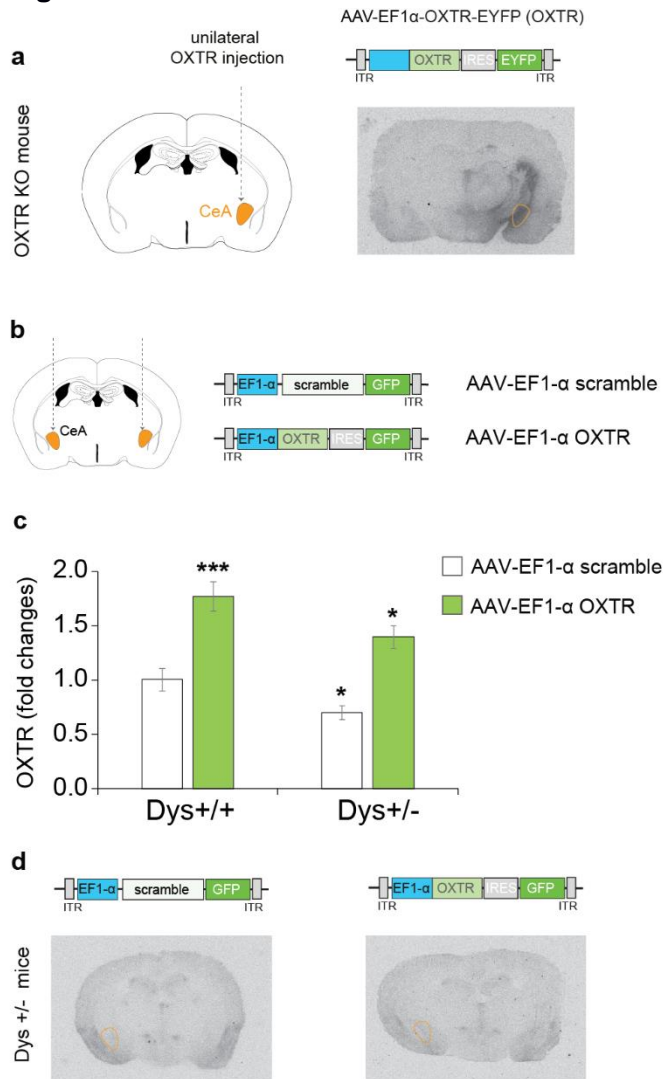 AAV-EF1α-OXTR-EYFP (OXTR)
unilateral
OXTR injection
a
OXTR
IRES
EYFP
ITR
ITR
OXTR KO mouse
CeA
b
CeA
EF1-α
scramble
GFP
ITR
ITR
AAV-EF1-α scramble
EF1-α
OXTR
IRES
GFP
ITR
ITR
AAV-EF1-α OXTR
c
OXTR (fold changes)
2.0
1.5
1.0
0.5
0.0
***
*
*
AAV-EF1-α scramble
AAV-EF1-α OXTR
Dys+/+
Dys+/-
d
EF1-α
scramble
GFP
ITR
ITR
EF1-α
OXTR
IRES
GFP
ITR
ITR
Dys +/- mice